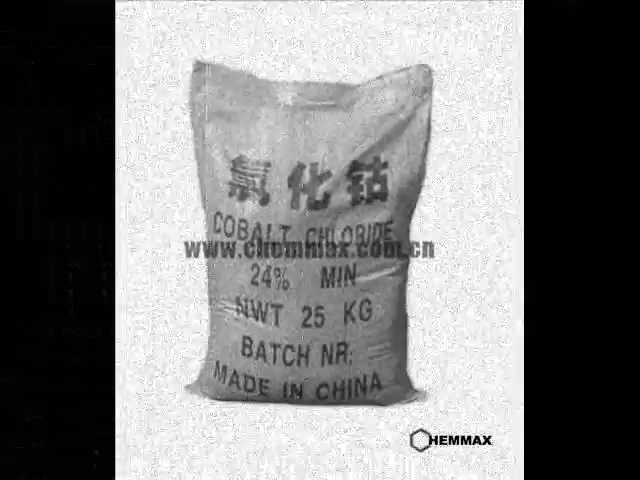 氯化钴
COBALT CHLORIDE
www.chemmax.com.cn
24% MIN
NWT 25 KG
BATCH NR:
MADE IN CHINA
HEMMAX